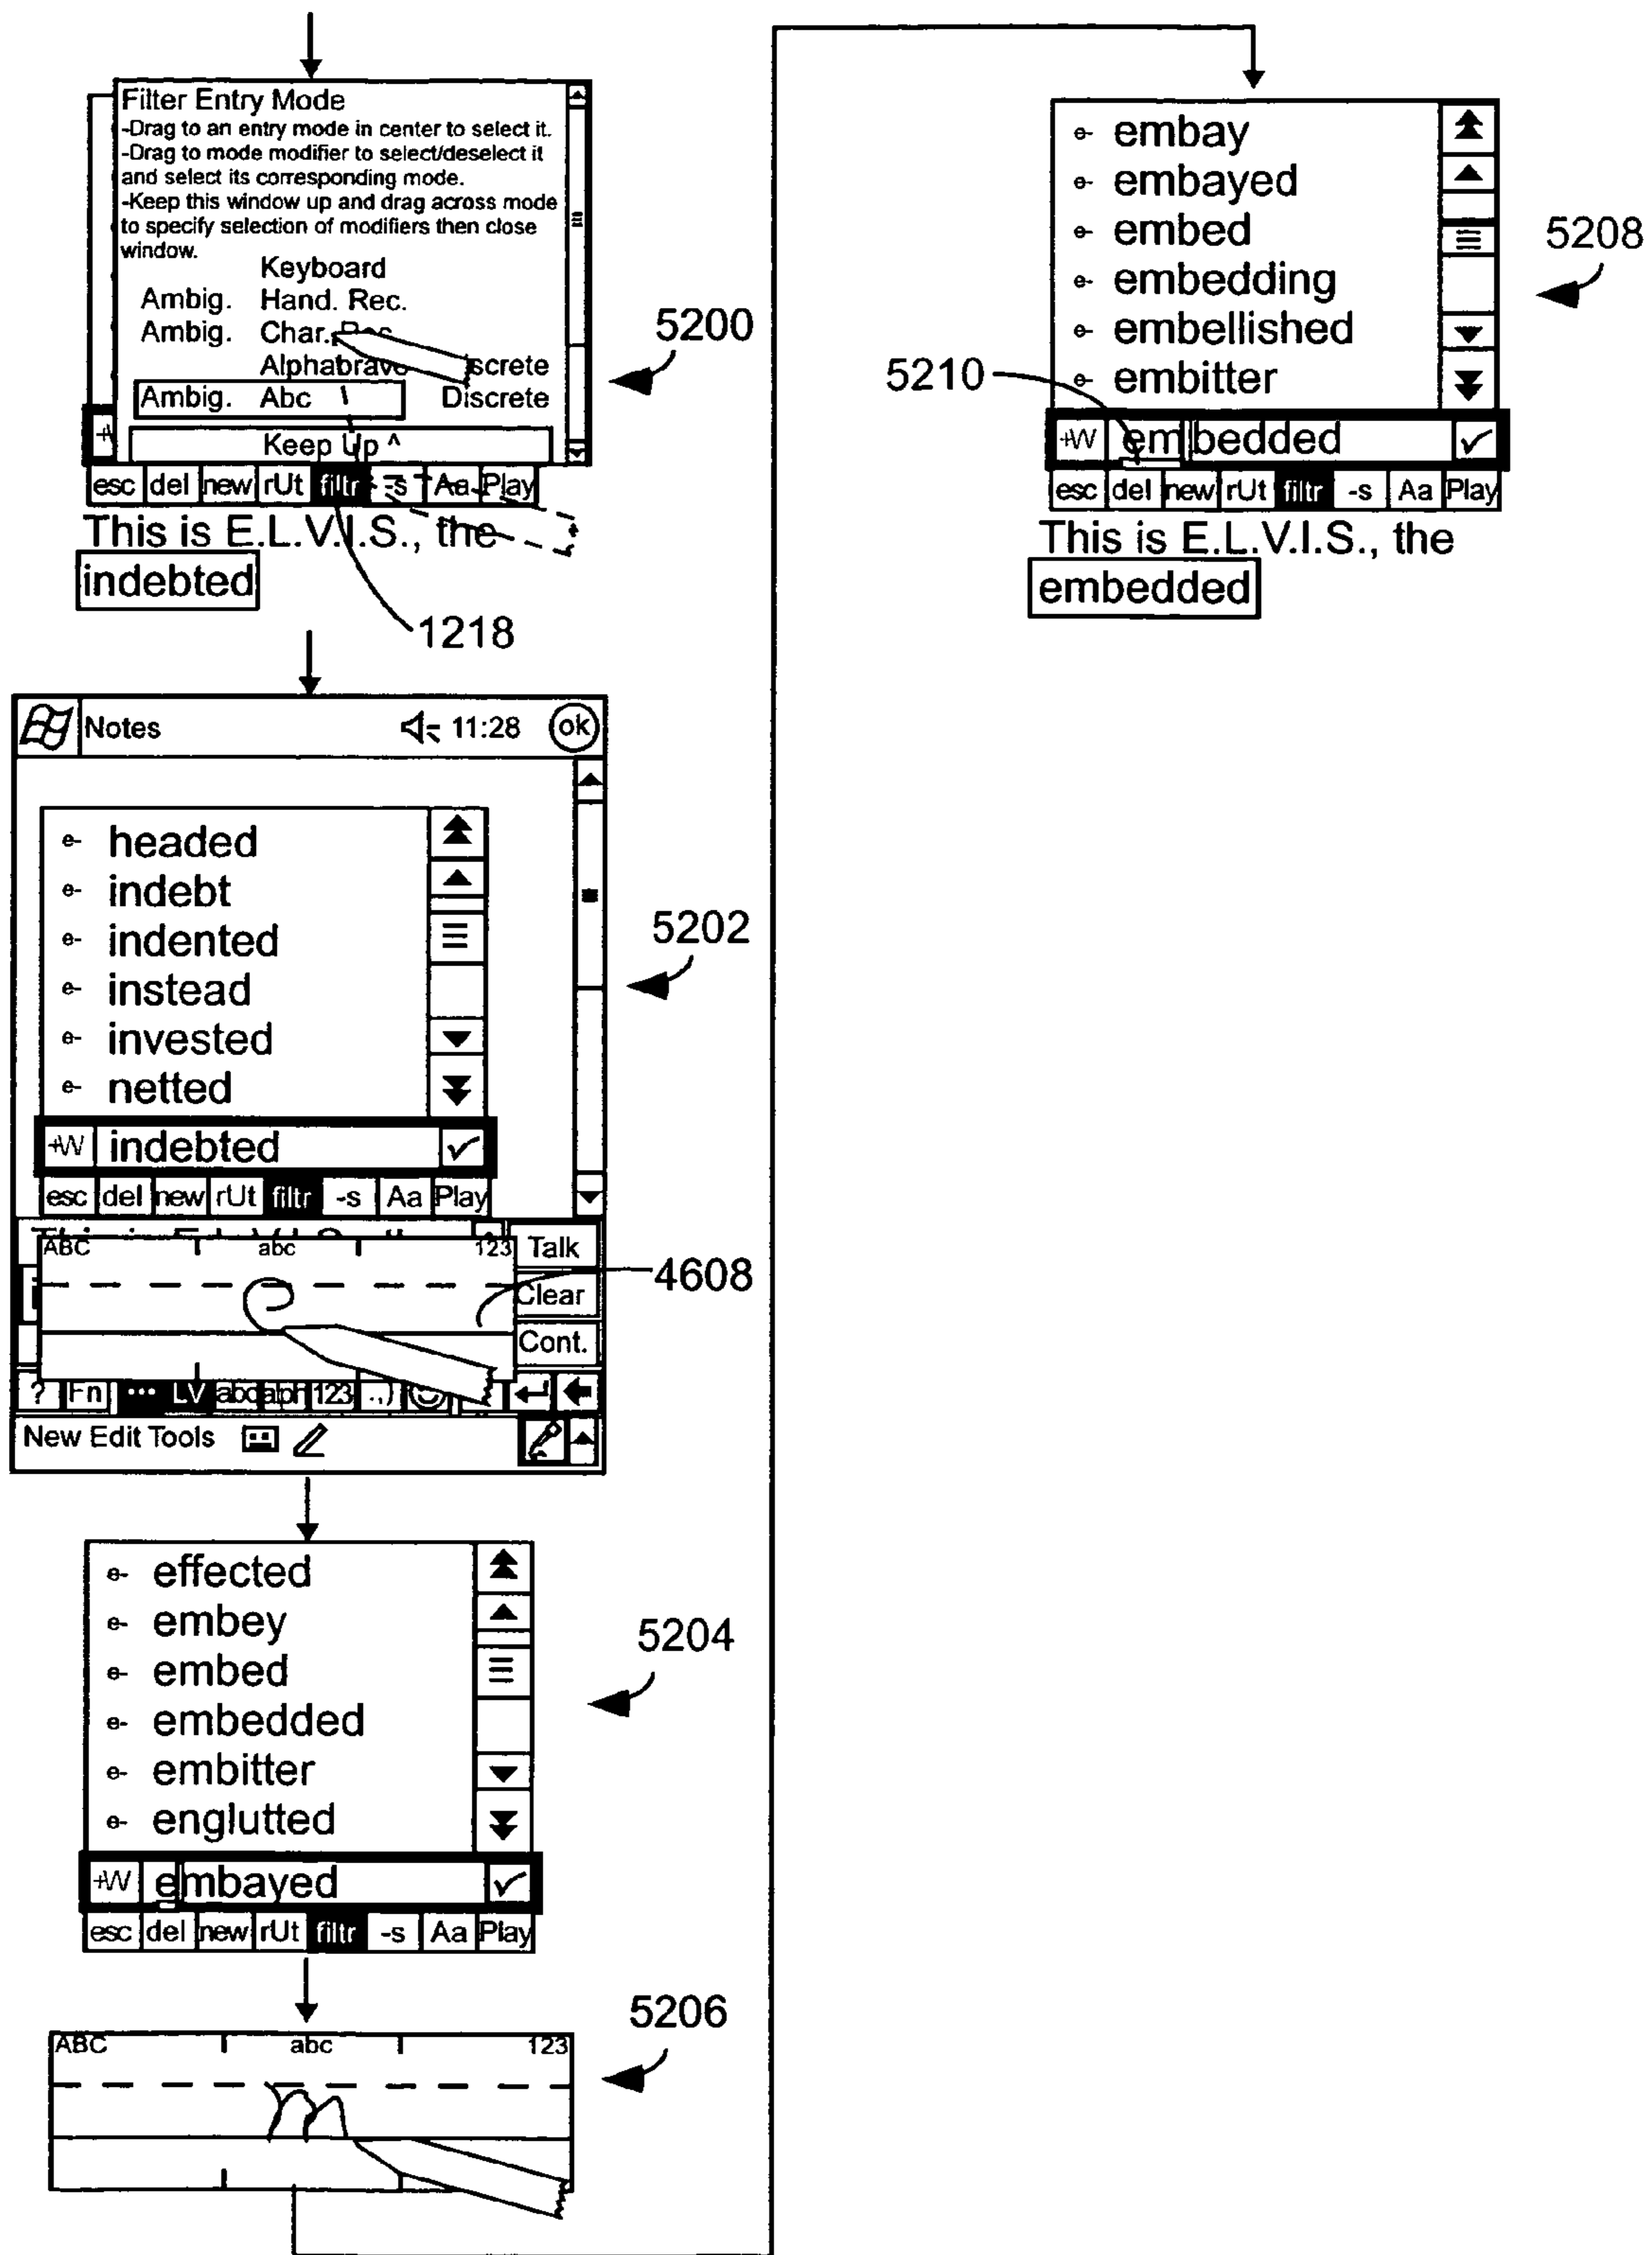 Filter Entry Mode
-Drag to an entry mode in center to select it.
-Drag to mode modifier to select/deselect it
and select its corresponding mode.
-Keep this window up and drag across mode
to specify selection of modifiers then close
window.
Keyboard
Ambig. Hand. Rec.
Ambig. Char. Rec.
Alphabravo screte
Ambig. Abc Discrete
Keep Up ^
esc del new rUt filtr -s Aa Play
This is E.L.V.I.S., the
indebted
5200
1218
Notes 11:28 ok
e- headed
e- indebt
e- indented
e- instead
e- invested
e- netted
+W indebted
esc del new rUt filtr -s Aa Play
ABC abc 123 Talk
Clear
Cont.
? Fn ... LV abc alph 123 .,)
New Edit Tools
5202
4608
e- effected
e- embey
e- embed
e- embedded
e- embitter
e- englutted
+W embayed
esc del new rUt filtr -s Aa Play
5204
ABC abc 123
m
5206
e- embay
e- embayed
e- embed
e- embedding
e- embellished
e- embitter
+W embedded
esc del new rUt filtr -s Aa Play
This is E.L.V.I.S., the
embedded
5208
5210